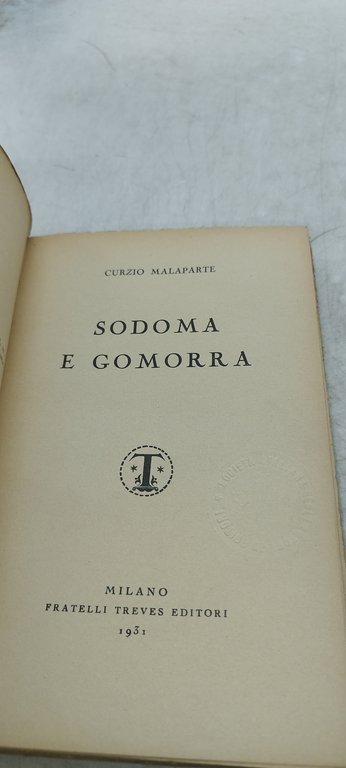 CURZIO MALAPARTE
SODOMA
E GOMORRA
T
MILANO
FRATELLI TREVES EDITORI
1931